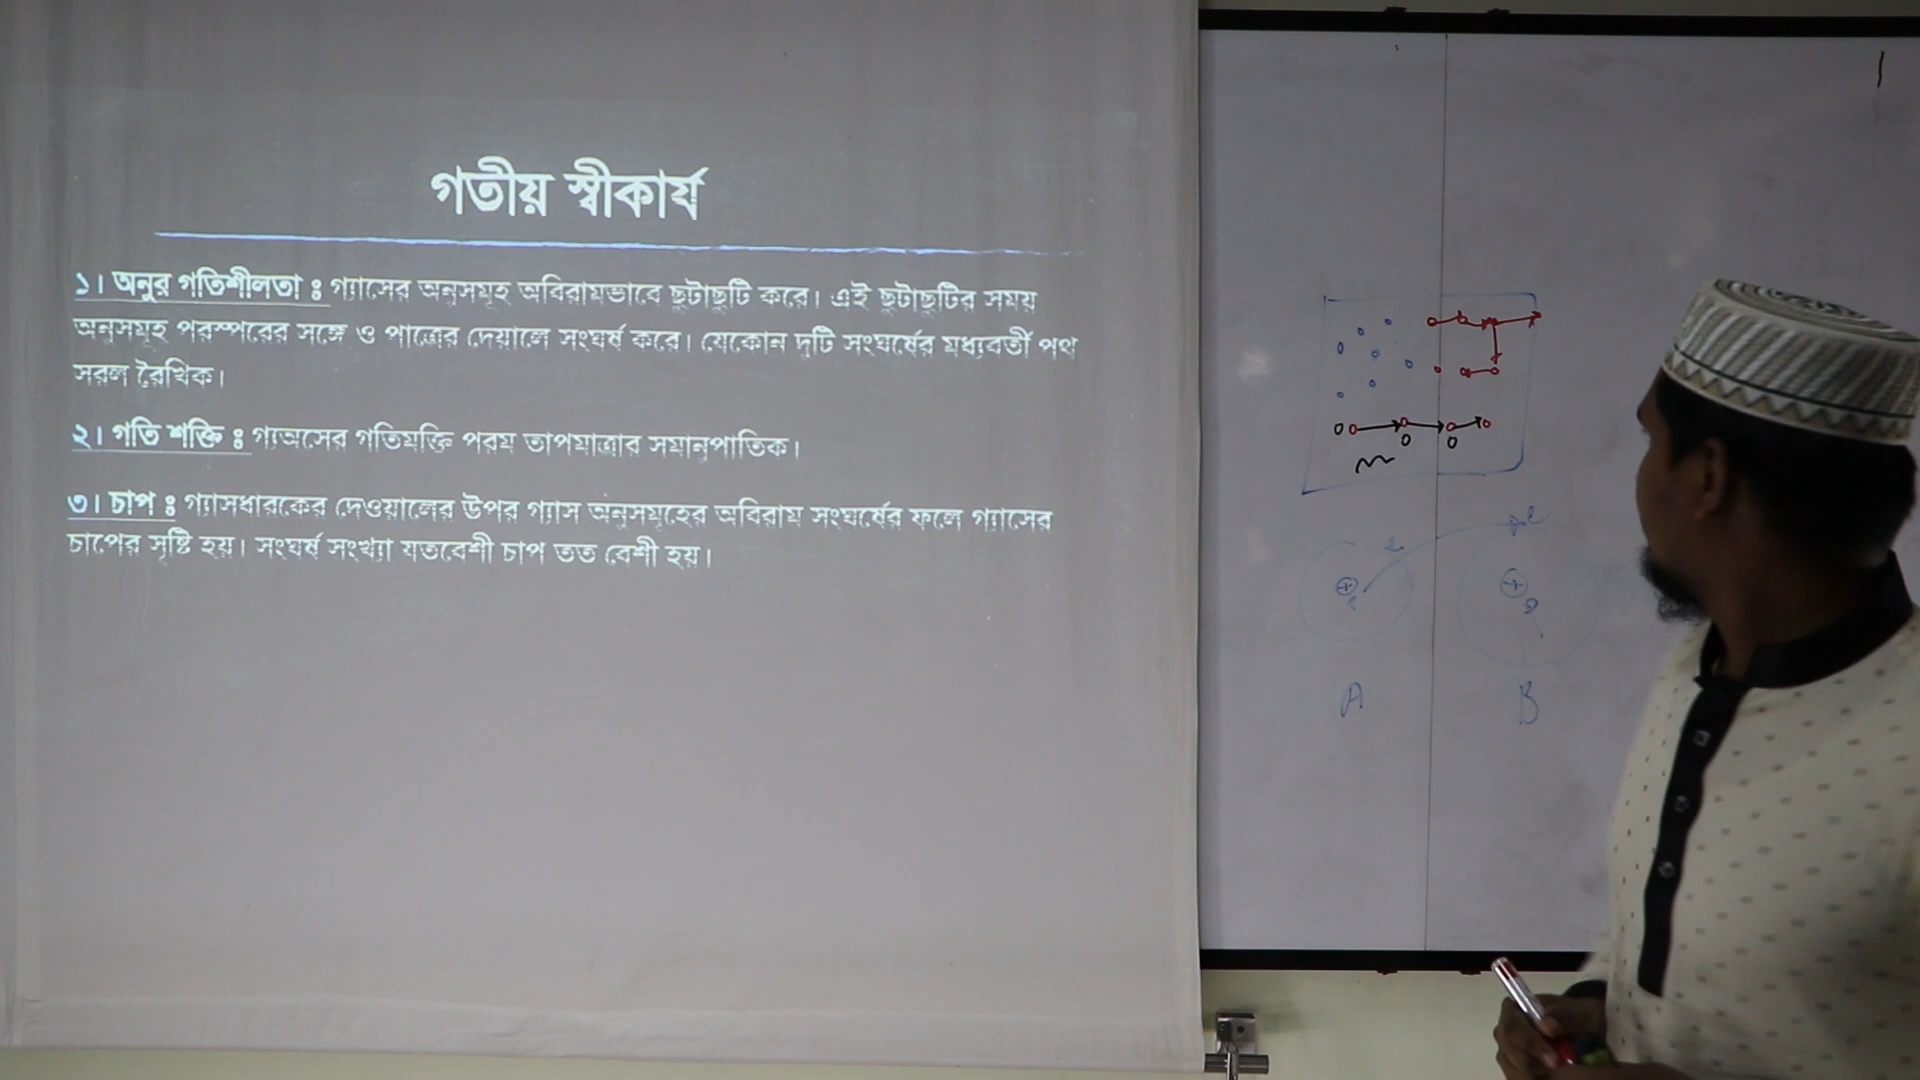 গতীয় স্বীকার্য
১। অনুর গতিশীলতা ঃ গ্যাসের অনুসমূহ অবিরামভাবে ছুটাছুটি করে। এই ছুটাছুটির সময়
অনুসমূহ পরস্পরের সঙ্গে ও পাত্রের দেয়ালে সংঘর্ষ করে। যেকোন দুটি সংঘর্ষের মধ্যবর্তী পথ
সরল রৈখিক।
২। গতি শক্তি ঃ গ্যঅসের গতিমক্তি পরম তাপমাত্রার সমানুপাতিক।
৩। চাপ ঃ গ্যাসধারকের দেওয়ালের উপর গ্যাস অনুসমূহের অবিরাম সংঘর্ষের ফলে গ্যাসের
চাপের সৃষ্টি হয়। সংঘর্ষ সংখ্যা যতবেশী চাপ তত বেশী হয়।
e e
+ +
A B